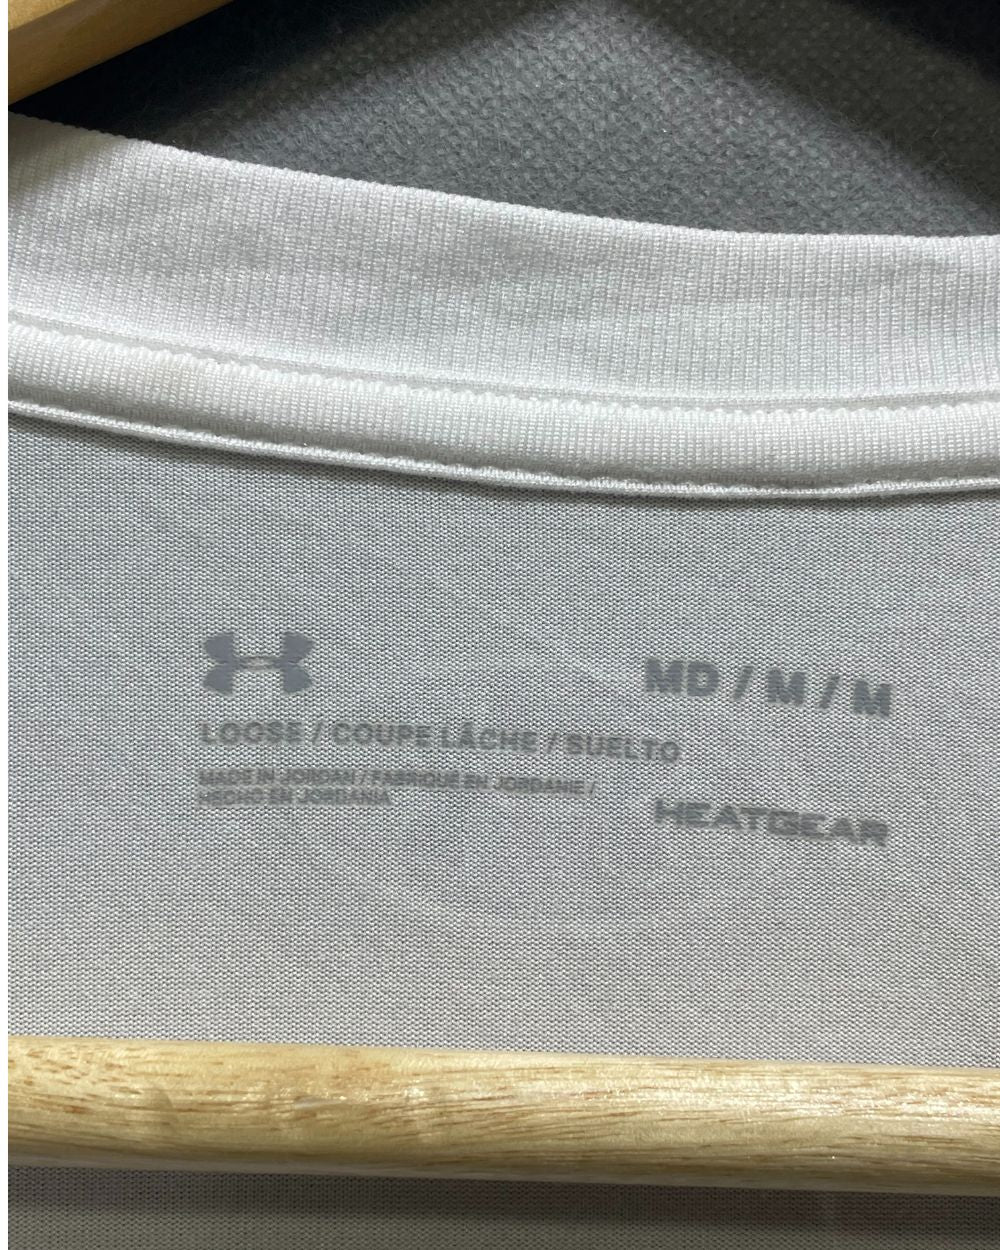 MD / M / M
LOOSE / COUPE LÂCHE / SUELTO
MADE IN JORDAN / FABRIQUÉ EN JORDANIE /
HECHO EN JORDANIA
HEATGEAR